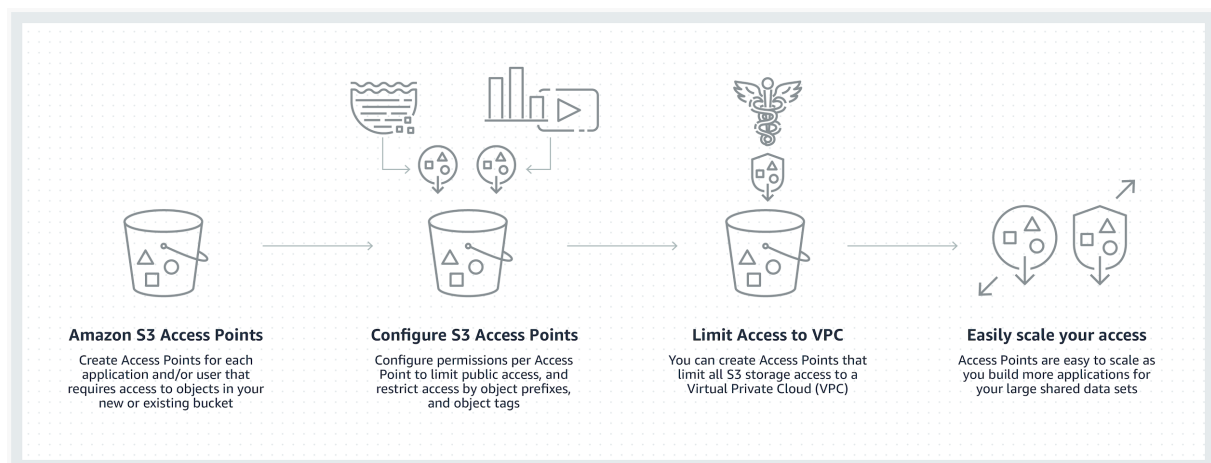 Amazon S3 Access Points
Create Access Points for each
application and/or user that
requires access to objects in your
new or existing bucket
Configure S3 Access Points
Configure permissions per Access
Point to limit public access, and
restrict access by object prefixes,
and object tags
Limit Access to VPC
You can create Access Points that
limit all S3 storage access to a
Virtual Private Cloud (VPC)
Easily scale your access
Access Points are easy to scale as
you build more applications for
your large shared data sets